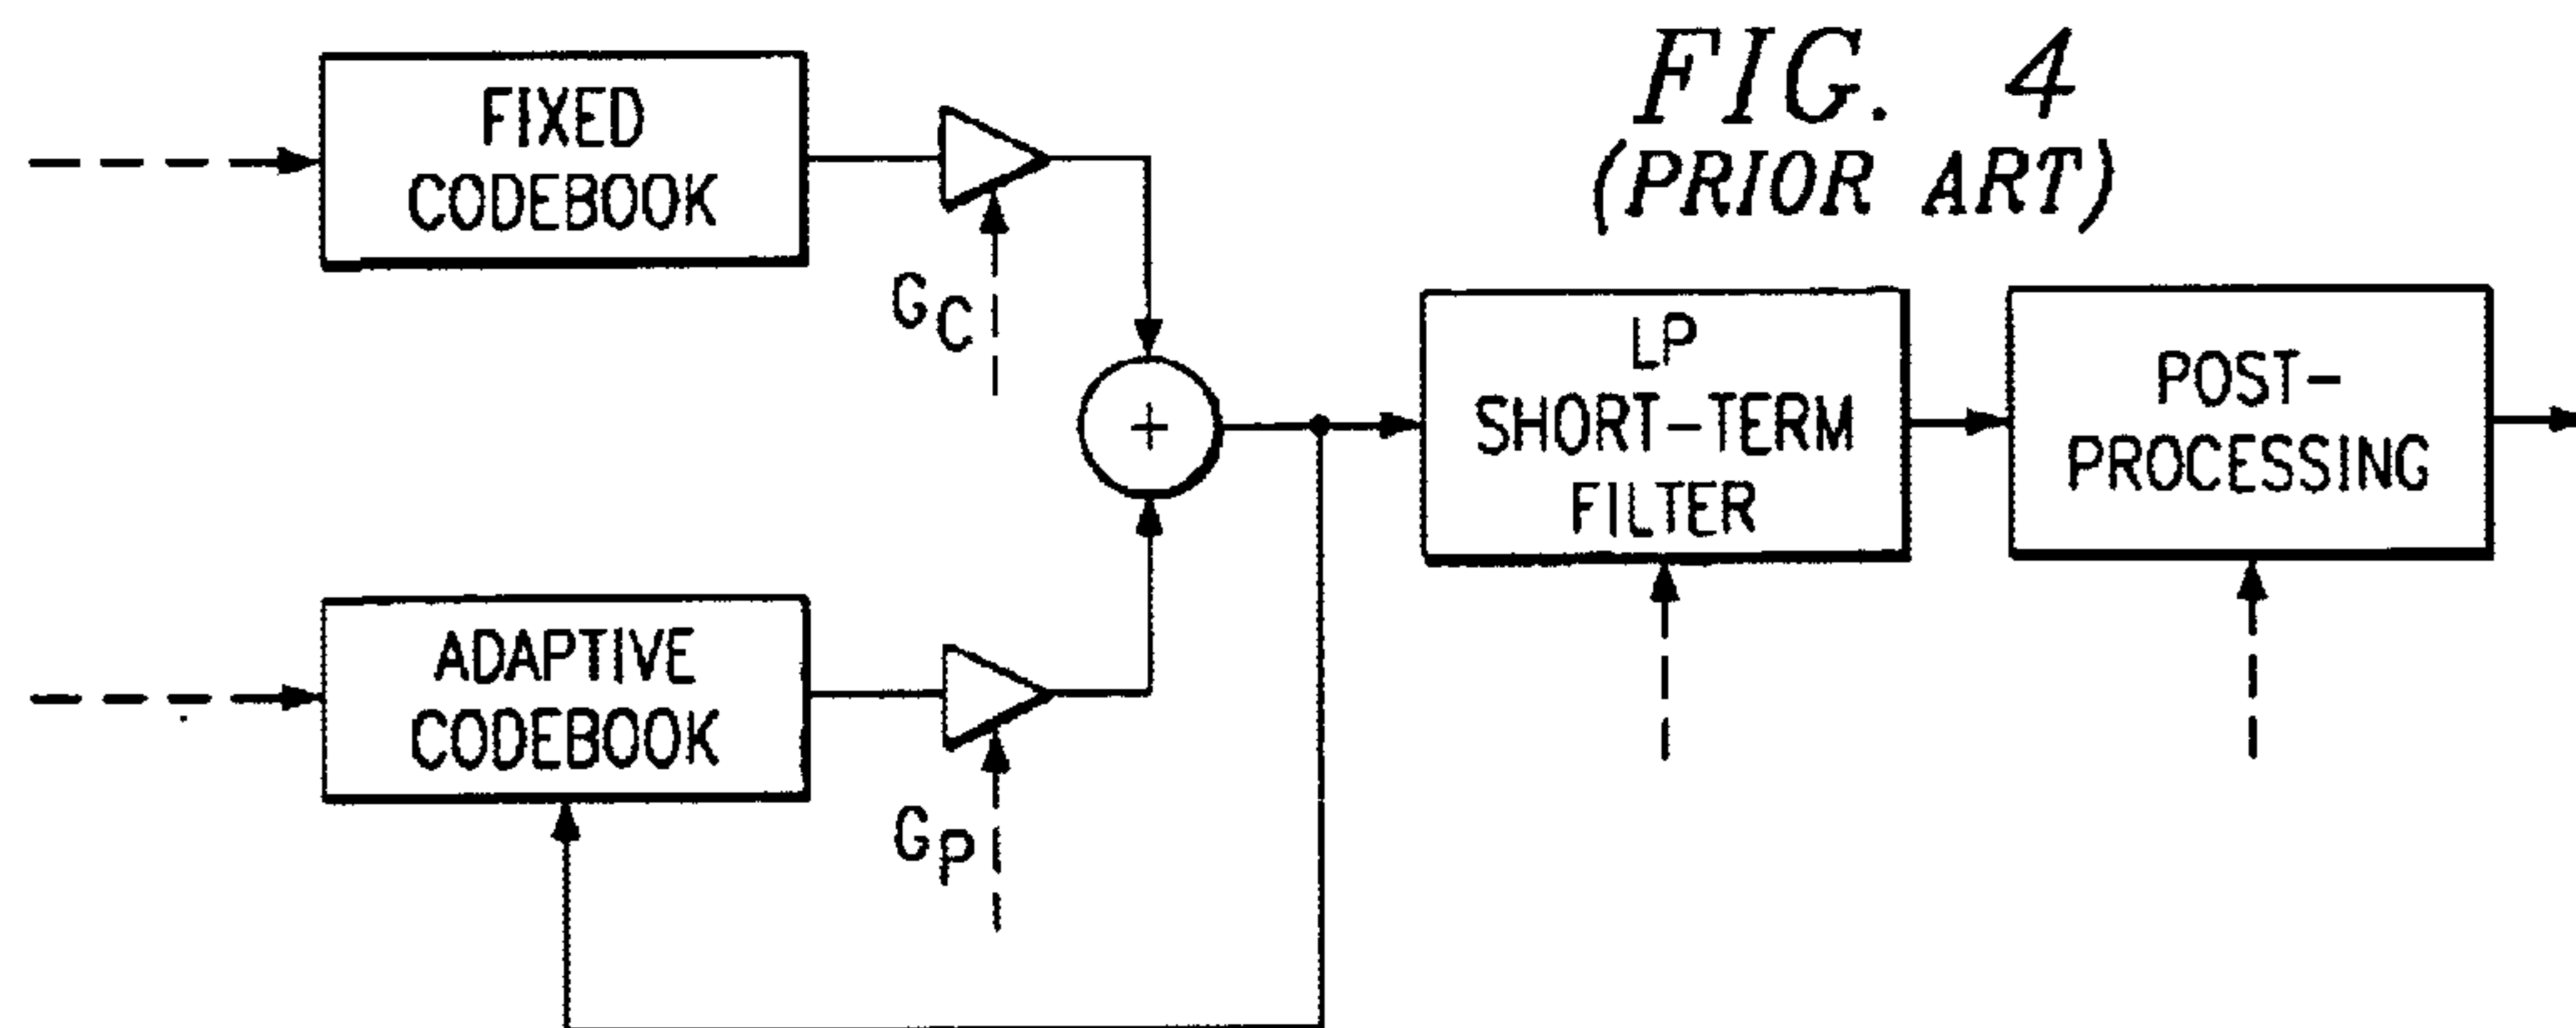 FIG. 4
(PRIOR ART)
FIXED
CODEBOOK
GC
+
LP
SHORT-TERM
FILTER
POST-
PROCESSING
ADAPTIVE
CODEBOOK
GP